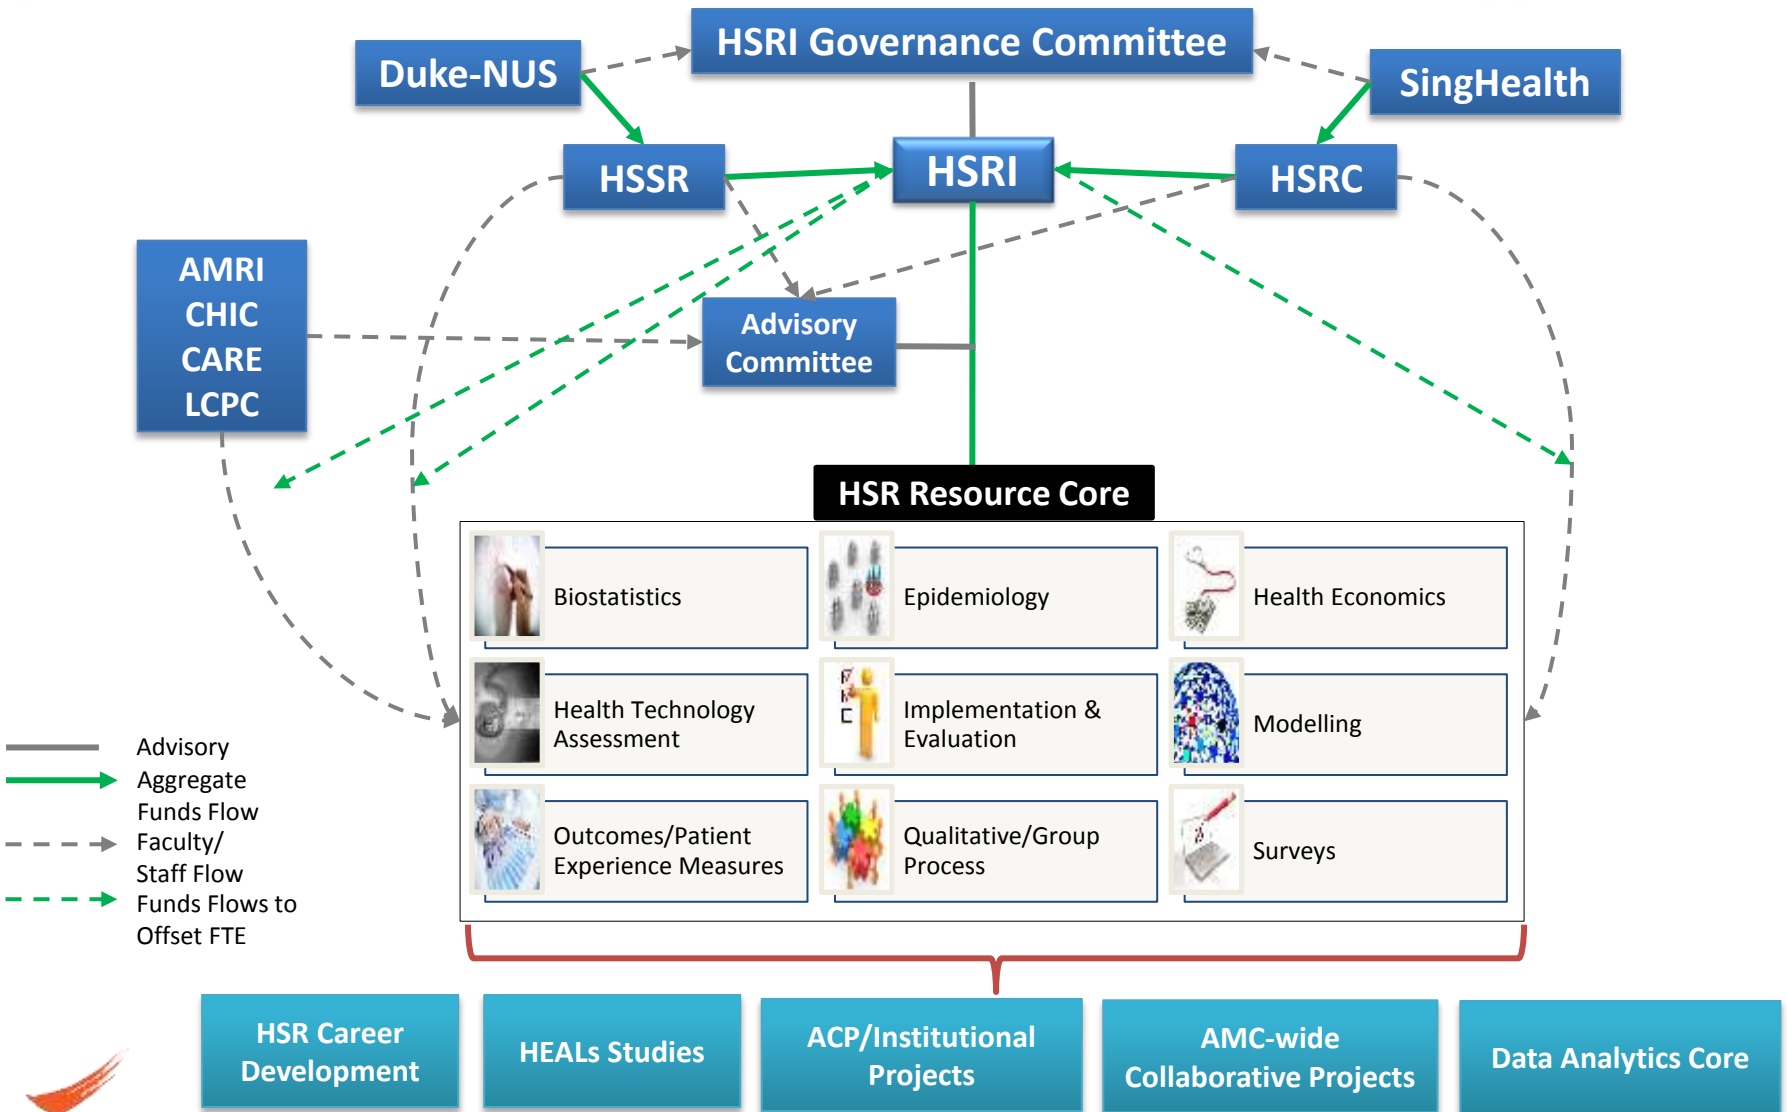 HSRI Governance Committee
Duke-NUS
SingHealth
HSSR
HSRI
HSRC
AMRI
CHIC
CARE
LCPC
Advisory
Committee
HSR Resource Core
Biostatistics
Epidemiology
Health Economics
Health Technology
Assessment
Implementation &
Evaluation
Modelling
Outcomes/Patient
Experience Measures
Qualitative/Group
Process
Surveys
Advisory
Aggregate
Funds Flow
Faculty/
Staff Flow
Funds Flows to
Offset FTE
HSR Career
Development
HEALs Studies
ACP/Institutional
Projects
AMC-wide
Collaborative Projects
Data Analytics Core